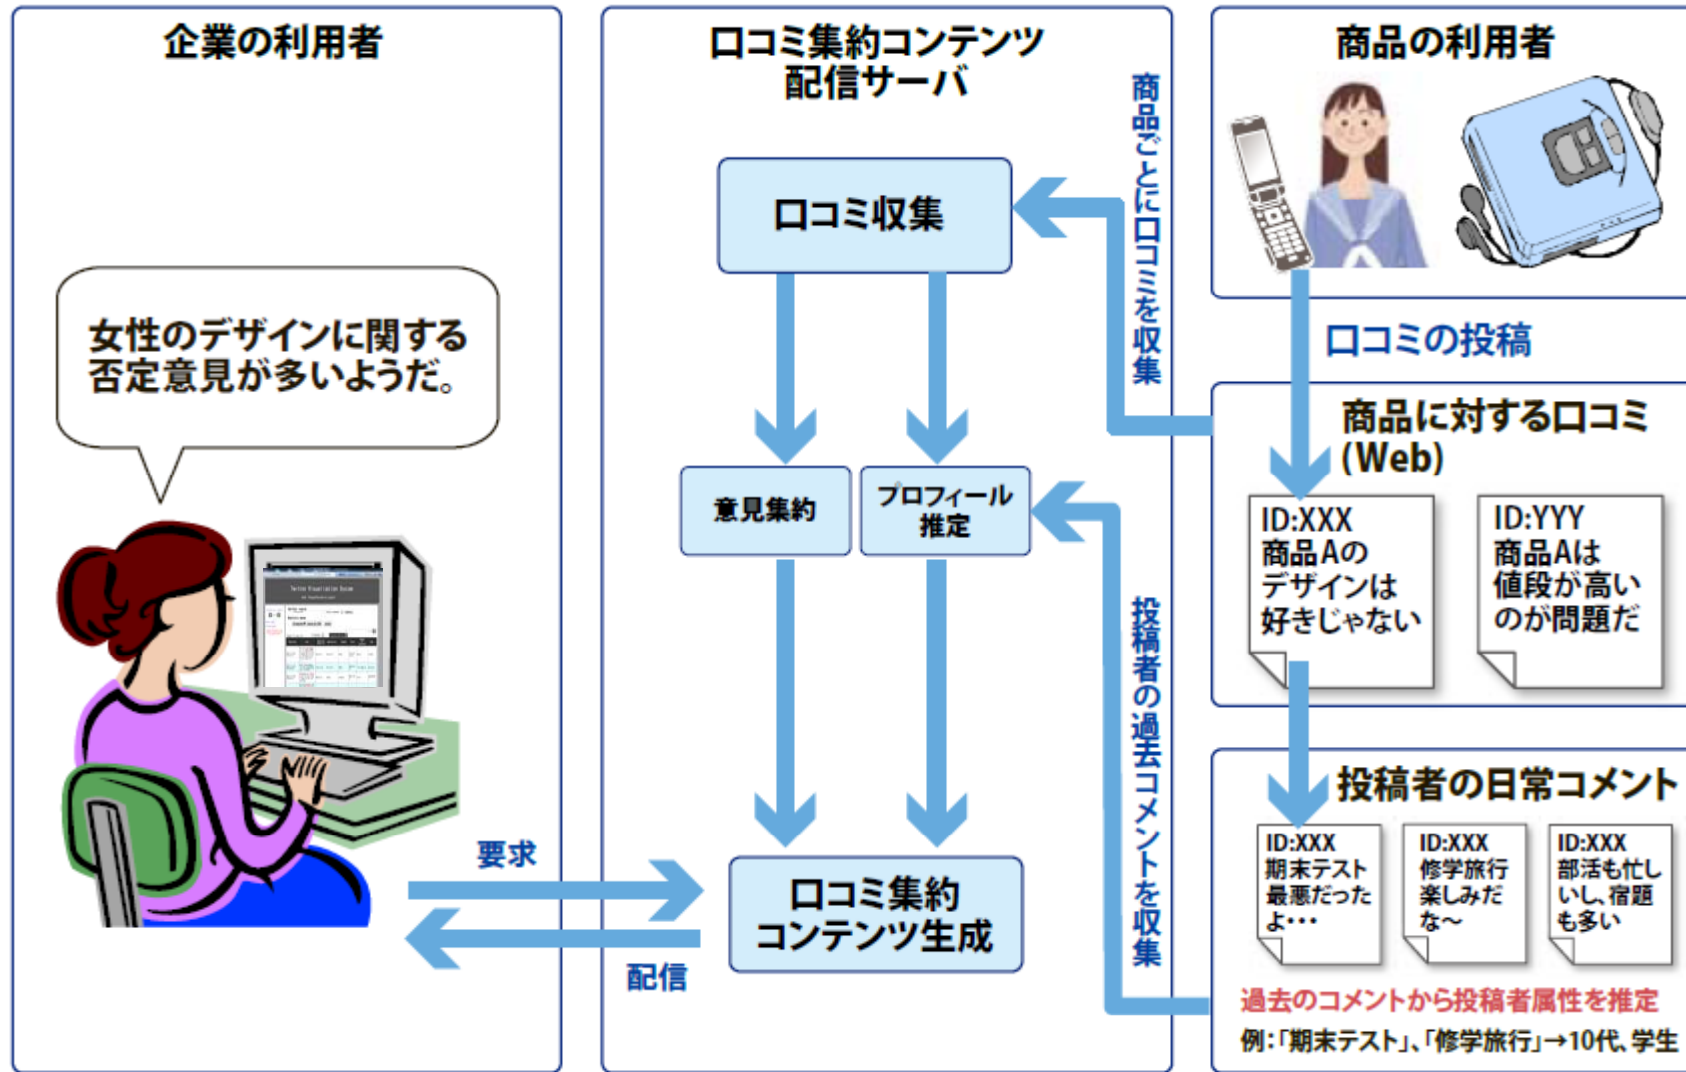 企業の利用者
女性のデザインに関する
否定意見が多いようだ。
要求
配信
口コミ集約コンテンツ
配信サーバ
口コミ収集
意見集約
プロフィール
推定
口コミ集約
コンテンツ生成
商品ごとに口コミを収集
投稿者の過去コメントを収集
商品の利用者
口コミの投稿
商品に対する口コミ
(Web)
ID:XXX
商品Aの
デザインは
好きじゃない
ID:YYY
商品Aは
値段が高い
のが問題だ
投稿者の日常コメント
ID:XXX
期末テスト
最悪だった
よ・・・
ID:XXX
修学旅行
楽しみだ
な～
ID:XXX
部活も忙し
いし、宿題
も多い
過去のコメントから投稿者属性を推定
例：「期末テスト」、「修学旅行」→10代、学生